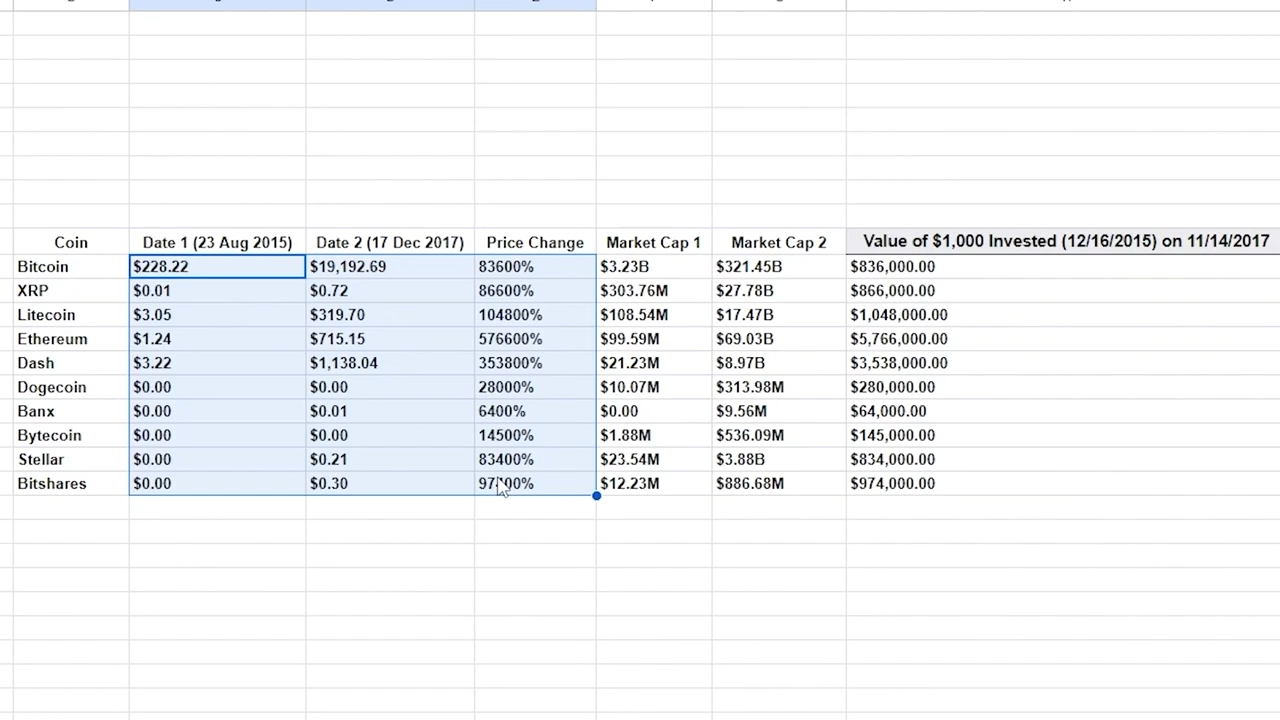 Coin Date 1 (23 Aug 2015) Date 2 (17 Dec 2017) Price Change Market Cap 1 Market Cap 2 Value of $1,000 Invested (12/16/2015) on 11/14/2017
Bitcoin $228.22 $19,192.69 83600% $3.23B $321.45B $836,000.00
XRP $0.01 $0.72 86600% $303.76M $27.78B $866,000.00
Litecoin $3.05 $319.70 104800% $108.54M $17.47B $1,048,000.00
Ethereum $1.24 $715.15 576600% $99.59M $69.03B $5,766,000.00
Dash $3.22 $1,138.04 353800% $21.23M $8.97B $3,538,000.00
Dogecoin $0.00 $0.00 28000% $10.07M $313.98M $280,000.00
Banx $0.00 $0.01 6400% $0.00 $9.56M $64,000.00
Bytecoin $0.00 $0.00 14500% $1.88M $536.09M $145,000.00
Stellar $0.00 $0.21 83400% $23.54M $3.88B $834,000.00
Bitshares $0.00 $0.30 $12.23M $886.68M $974,000.00